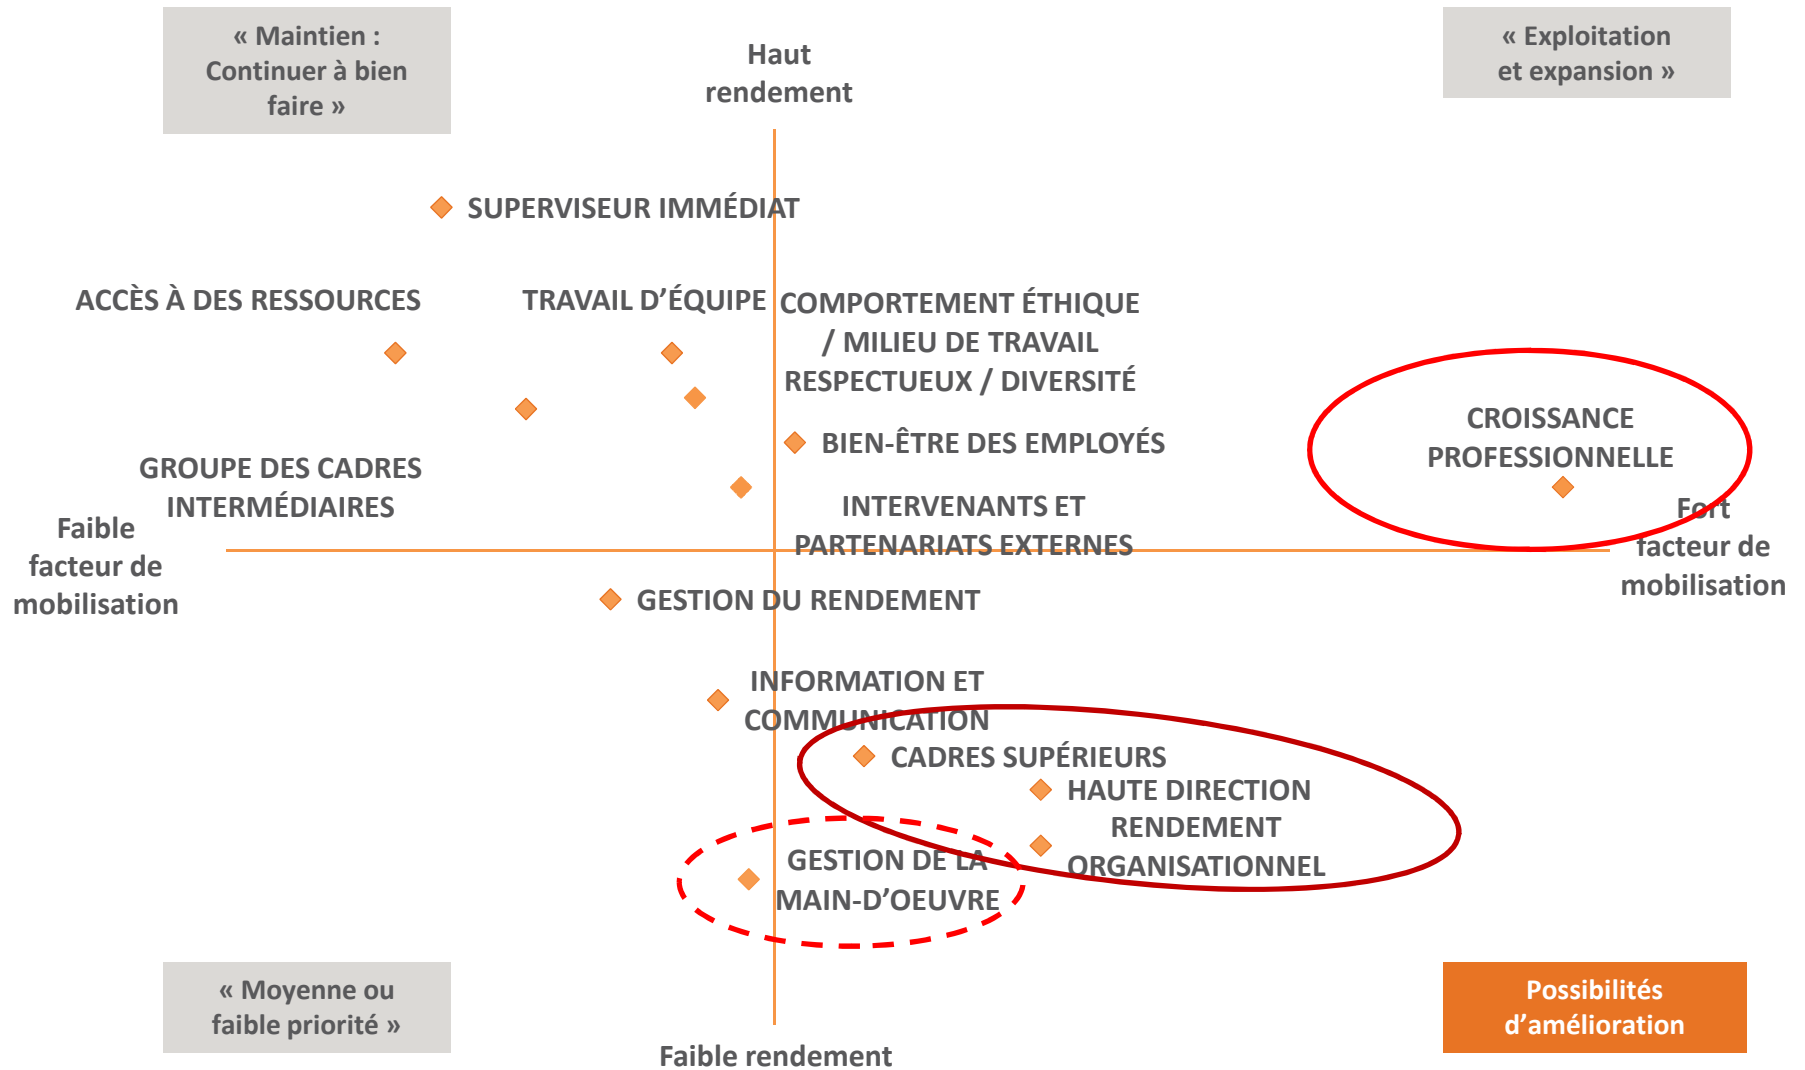 « Maintien :
Continuer à bien
faire »
Haut
rendement
« Exploitation
et expansion »
SUPERVISEUR IMMÉDIAT
ACCÈS À DES RESSOURCES
TRAVAIL D’ÉQUIPE
COMPORTEMENT ÉTHIQUE
/ MILIEU DE TRAVAIL
RESPECTUEUX / DIVERSITÉ
CROISSANCE
PROFESSIONNELLE
BIEN-ÊTRE DES EMPLOYÉS
GROUPE DES CADRES
INTERMÉDIAIRES
INTERVENANTS ET
PARTENARIATS EXTERNES
Faible
facteur de
mobilisation
Fort
facteur de
mobilisation
GESTION DU RENDEMENT
INFORMATION ET
COMMUNICATION
CADRES SUPÉRIEURS
HAUTE DIRECTION
RENDEMENT
ORGANISATIONNEL
GESTION DE LA
MAIN-D’OEUVRE
« Moyenne ou
faible priorité »
Possibilités
d’amélioration
Faible rendement